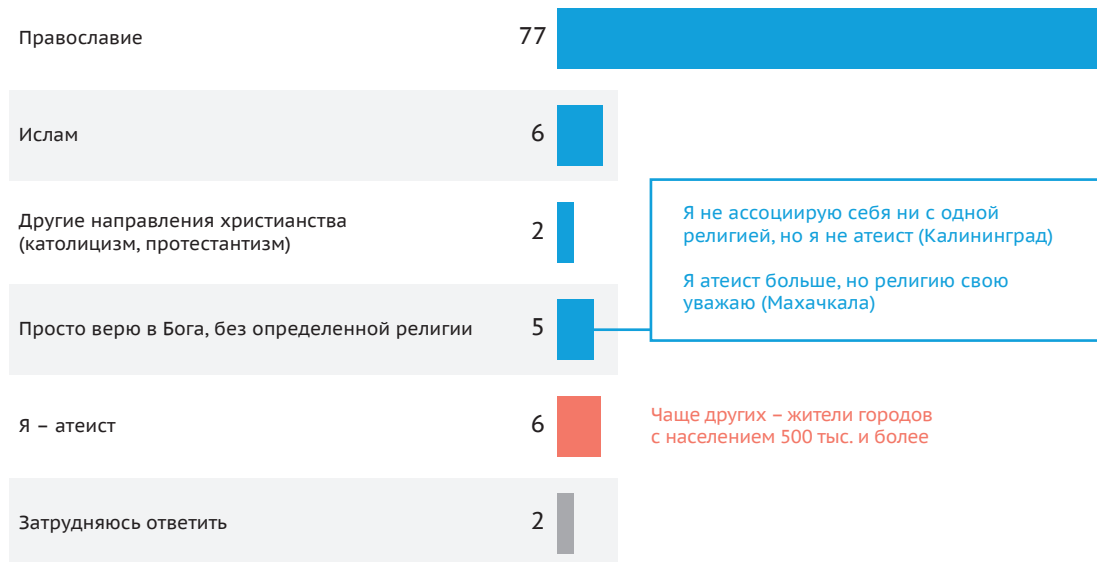 Православие 77
Ислам 6
Другие направления христианства
(католицизм, протестантизм) 2
Просто верю в Бога, без определенной религии 5
Я не ассоциирую себя ни с одной
религией, но я не атеист (Калининград)
Я атеист больше, но религию свою
уважаю (Махачкала)
Я – атеист 6
Чаще других – жители городов
с населением 500 тыс. и более
Затрудняюсь ответить 2